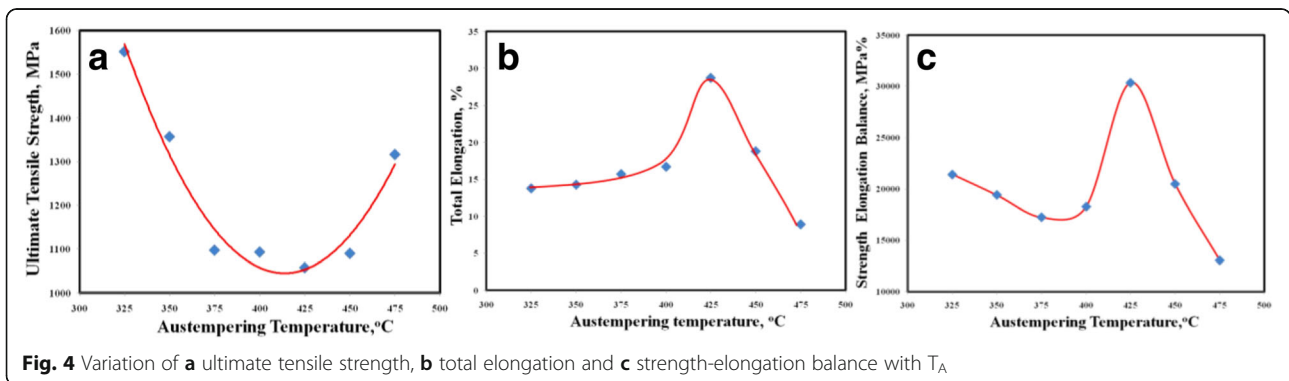 a
Ultimate Tensile Stregth, MPa
1600
1500
1400
1300
1200
1100
1000
300 325 350 375 400 425 450 475 500
Austempering Temperature,°C
b
Total Elongation, %
35
30
25
20
15
10
5
0
300 325 350 375 400 425 450 475 500
Austempering temperature, °C
c
Strength Elongation Balance, MPa%
35000
30000
25000
20000
15000
10000
300 325 350 375 400 425 450 475 500
Austempering Temperature,°C
Fig. 4 Variation of a ultimate tensile strength, b total elongation and c strength-elongation balance with TA